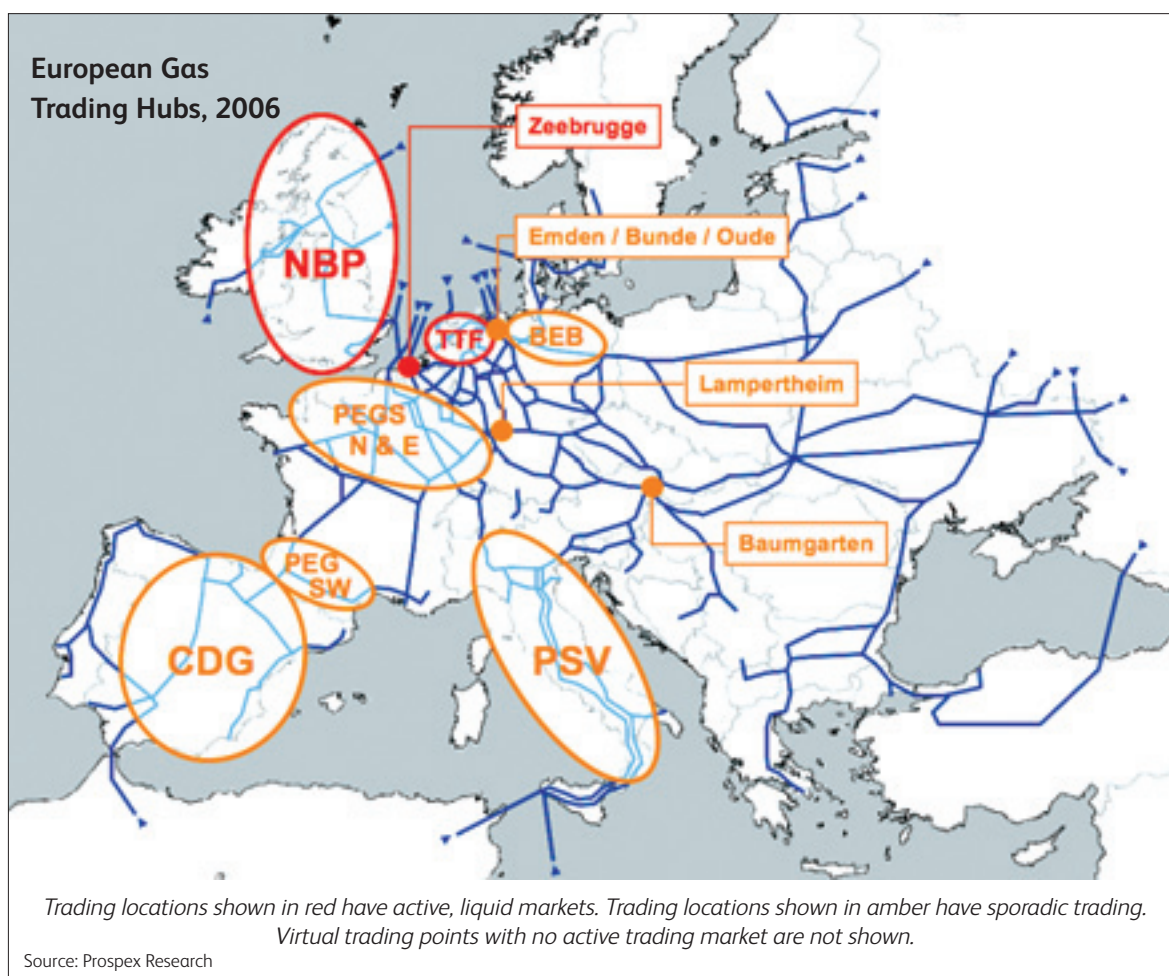 European Gas
Trading Hubs, 2006
Zeebrugge
Emden / Bunde / Oude
NBP
TTF
BEB
Lampertheim
PEGS
N & E
Baumgarten
PEG
SW
CDG
PSV
Trading locations shown in red have active, liquid markets. Trading locations shown in amber have sporadic trading.
Virtual trading points with no active trading market are not shown.
Source: Prospex Research